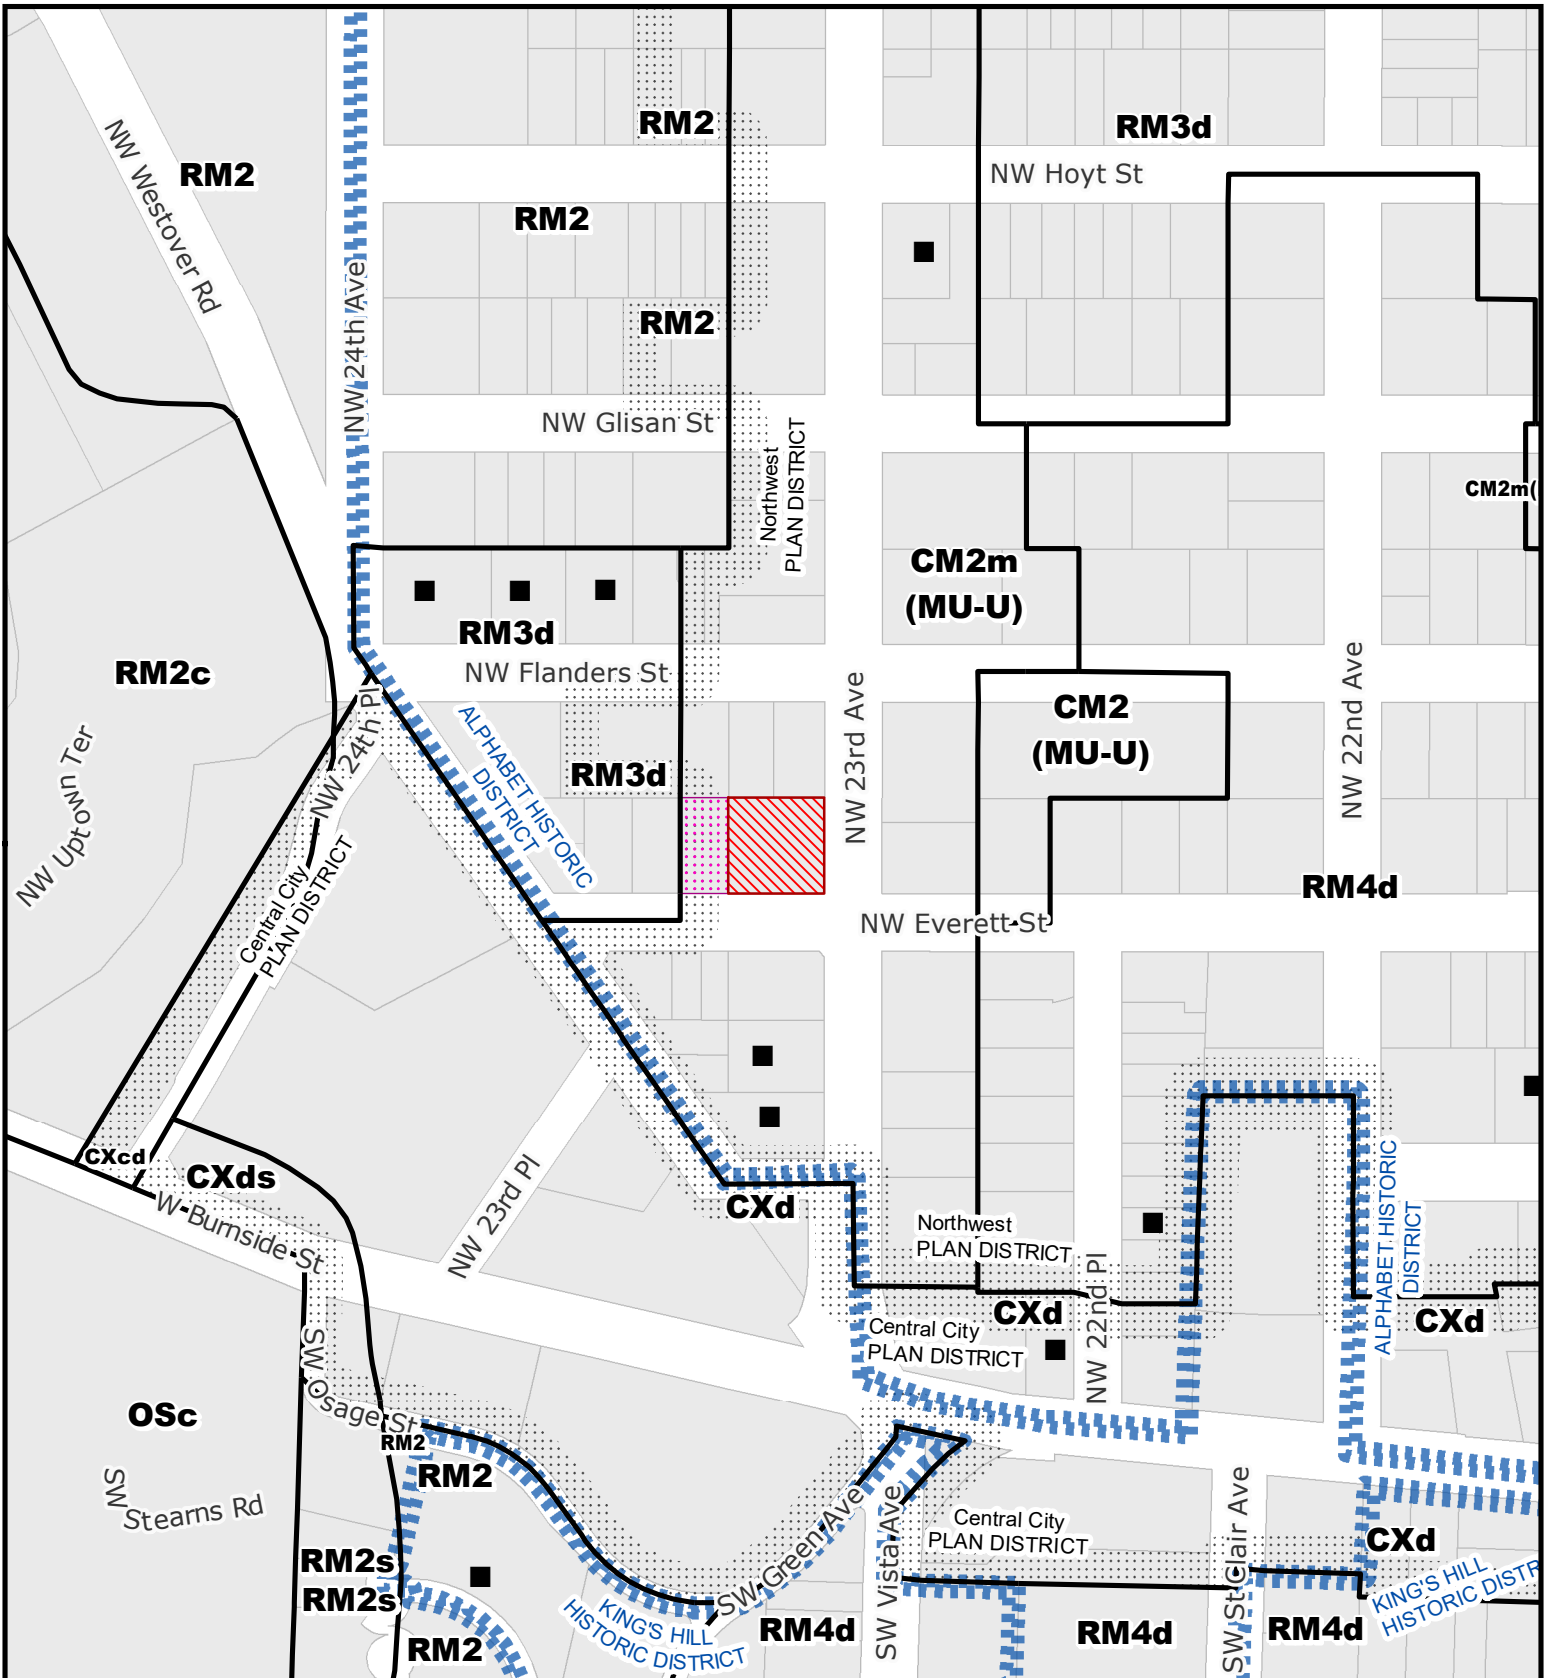 RM2
RM3d
NW Hoyt St
NW Westover Rd
RM2
RM2
NW 24th Ave
RM2
NW Glisan St
Northwest
PLAN DISTRICT
CM2m(
CM2m
(MU-U)
RM3d
NW Flanders St
RM2c
NW 24th Pl
ALPHABET HISTORIC
DISTRICT
NW 23rd Ave
CM2
(MU-U)
NW 22nd Ave
NW Uptown Ter
RM3d
Central City
PLAN DISTRICT
RM4d
NW Everett St
CXcd
CXds
W Burnside St
NW 23rd Pl
CXd
Northwest
PLAN DISTRICT
ALPHABET HISTORIC
DISTRICT
NW 22nd Pl
CXd
CXd
Central City
PLAN DISTRICT
SW Osage St
OSc
RM2
RM2
SW
Stearns Rd
SW Green Ave
SW Vista Ave
Central City
PLAN DISTRICT
SW St Clair Ave
CXd
RM2s
RM2s
KING'S HILL
HISTORIC DISTRICT
KING'S HILL
HISTORIC DISTR
RM2
RM4d
RM4d
RM4d